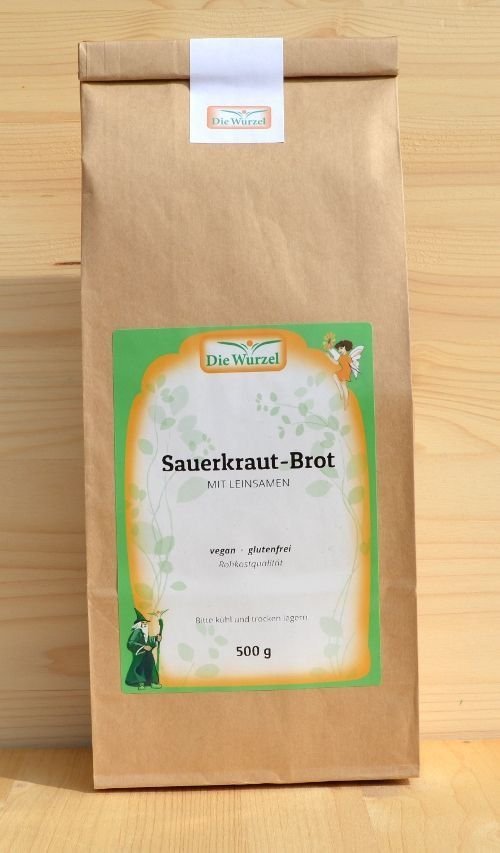 Die Wurzel
Die Wurzel
Sauerkraut-Brot
MIT LEINSAMEN
vegan · glutenfrei
Rohkostqualität
Bitte kühl und trocken lagern
500 g